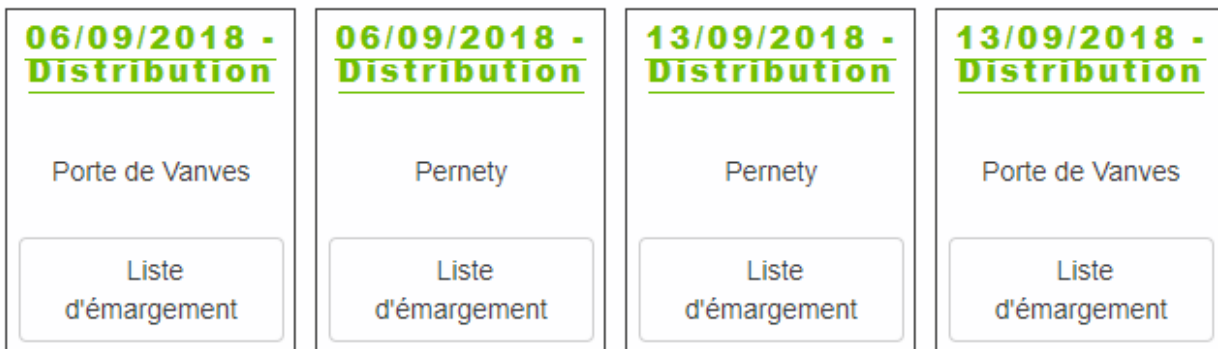 06/09/2018 -
Distribution
Porte de Vanves
Liste
d'émargement
06/09/2018 -
Distribution
Pernety
Liste
d'émargement
13/09/2018 -
Distribution
Pernety
Liste
d'émargement
13/09/2018 -
Distribution
Porte de Vanves
Liste
d'émargement